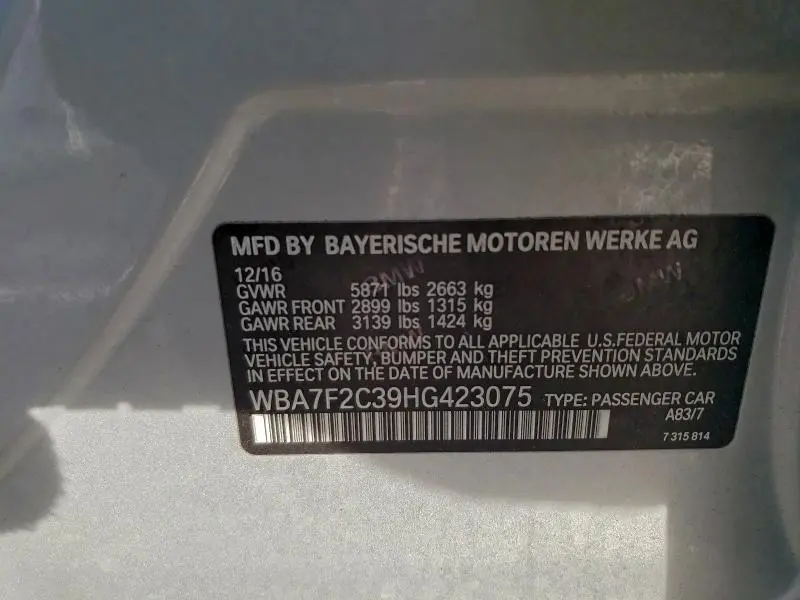 MFD BY BAYERISCHE MOTOREN WERKE AG
12/16
GVWR 5871 lbs 2663 kg
GAWR FRONT 2899 lbs 1315 kg
GAWR REAR 3139 lbs 1424 kg
THIS VEHICLE CONFORMS TO ALL APPLICABLE U.S.FEDERAL MOTOR
VEHICLE SAFETY, BUMPER AND THEFT PREVENTION STANDARDS
IN EFFECT ON THE DATE OF MANUFACTURE SHOWN ABOVE.
WBA7F2C39HG423075 TYPE: PASSENGER CAR
A83/7
7 315 814
BMW
BMW